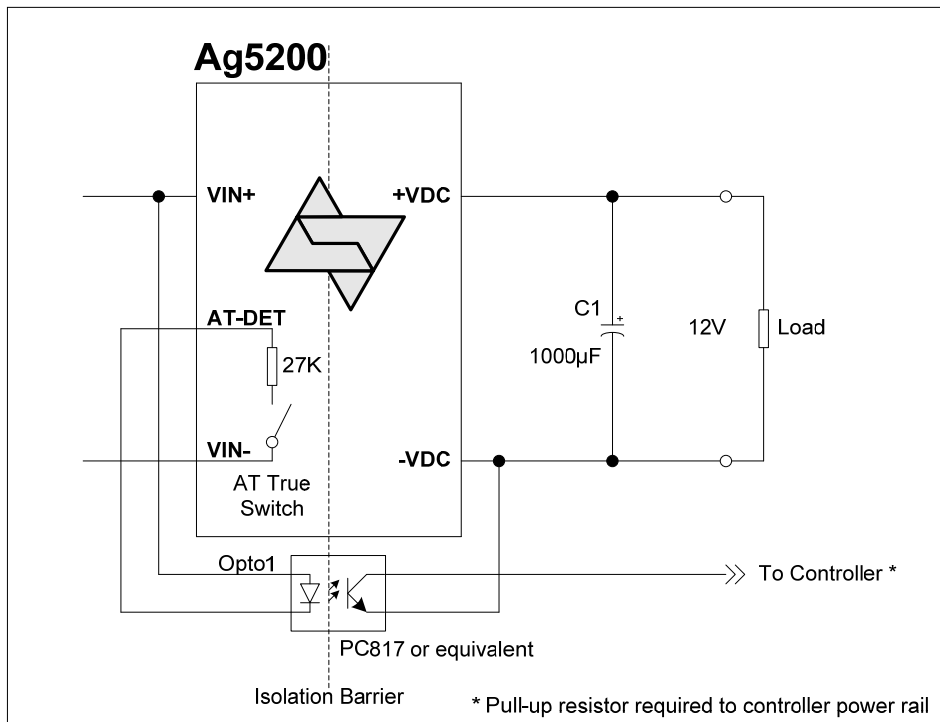 Ag5200
VIN+
+VDC
AT-DET
27K
C1
+
1000µF
12V
Load
VIN-
-VDC
AT True
Switch
Opto1
To Controller *
PC817 or equivalent
Isolation Barrier
* Pull-up resistor required to controller power rail